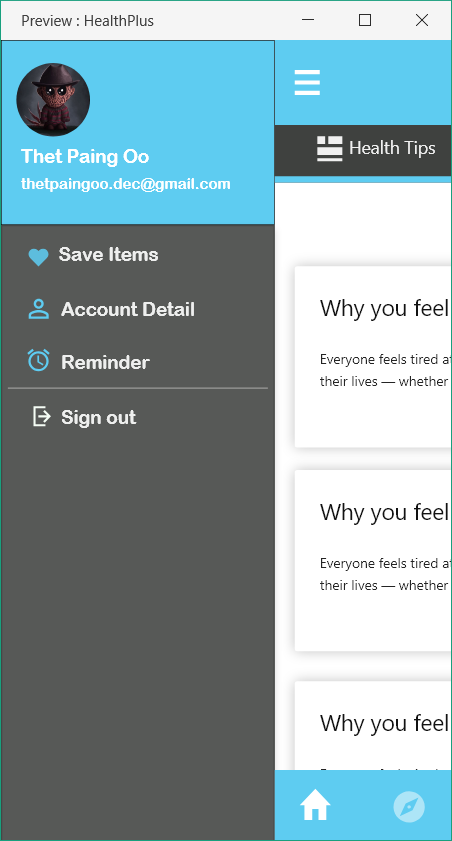 Preview : HealthPlus
Thet Paing Oo
thetpaingoo.dec@gmail.com
Save Items
Account Detail
Reminder
Sign out
Health Tips
Why you feel
Everyone feels tired at
their lives — whether
Why you feel
Everyone feels tired at
their lives — whether
Why you feel